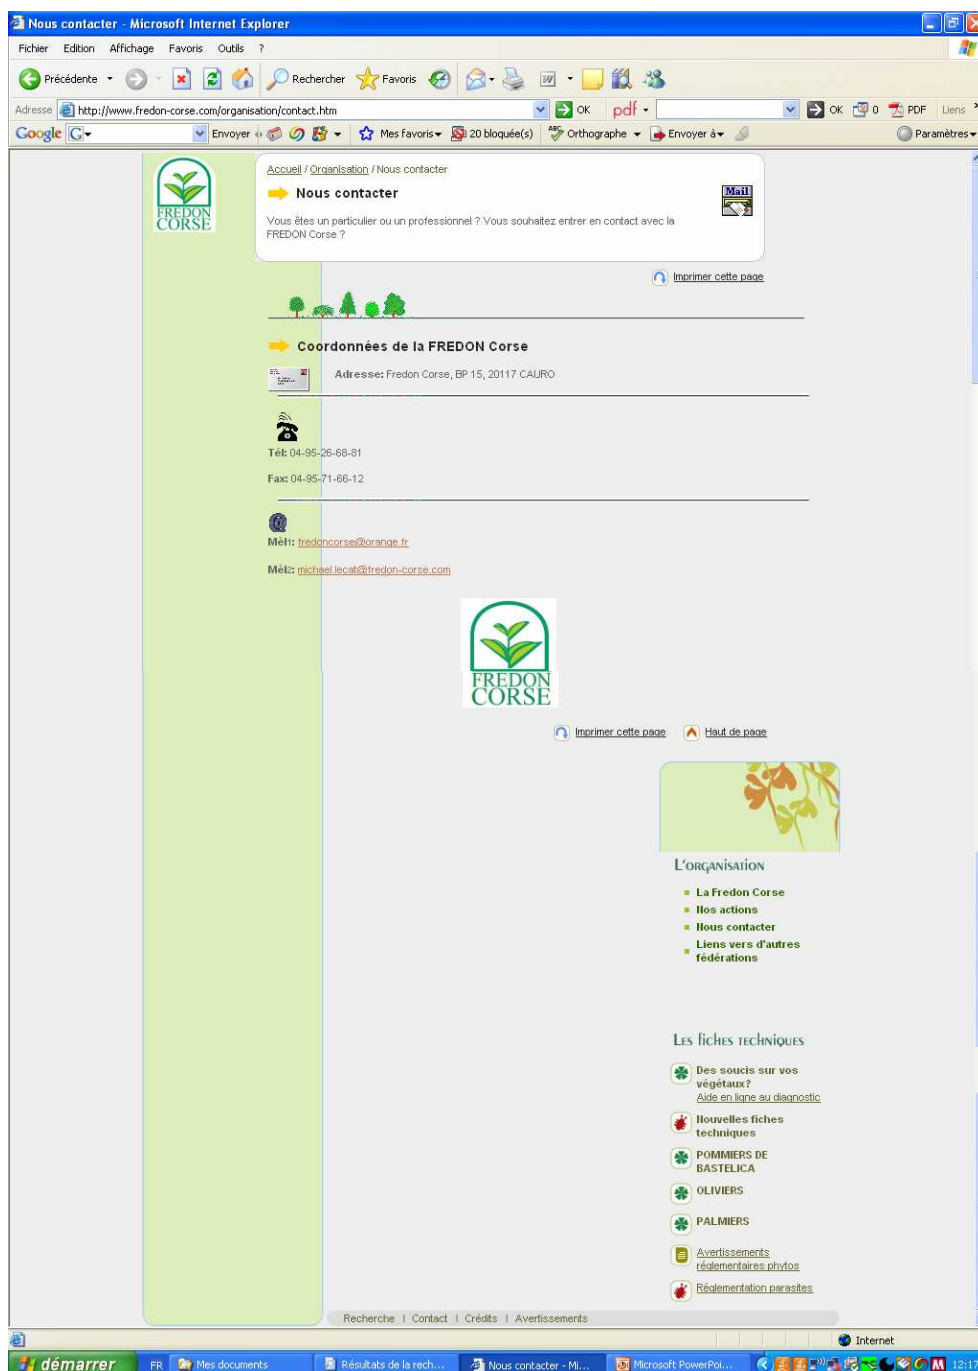 Nous contacter - Microsoft Internet Explorer
Fichier Edition Affichage Favoris Outils ?
Précédente Rechercher Favoris
Adresse http://www.fredon-corse.com/organisation/contact.htm OK pdf OK 0 PDF Liens »
Google G Envoyer Mes favoris 20 bloquée(s) ABC Orthographe Envoyer à Paramètres
FREDON
CORSE
Accueil / Organisation / Nous contacter
Nous contacter
Mail
Vous êtes un particulier ou un professionnel ? Vous souhaitez entrer en contact avec la
FREDON Corse ?
Imprimer cette page
Coordonnées de la FREDON Corse
Adresse: Fredon Corse, BP 15, 20117 CAURO
Tél: 04-95-26-68-81
Fax: 04-95-71-66-12
Mèl1: fredoncorse@orange.fr
Mèl2: michael.lecat@fredon-corse.com
FREDON
CORSE
Imprimer cette page Haut de page
L'organisation
La Fredon Corse
Nos actions
Nous contacter
Liens vers d'autres
fédérations
Les fiches techniques
Des soucis sur vos
végétaux?
Aide en ligne au diagnostic
Nouvelles fiches
techniques
POMMIERS DE
BASTELICA
OLIVIERS
PALMIERS
Avertissements
réglementaires phytos
Réglementation parasites
Recherche | Contact | Crédits | Avertissements
Internet
démarrer FR Mes documents Résultats de la rech... Nous contacter - Mi... Microsoft PowerPoi... 12:17